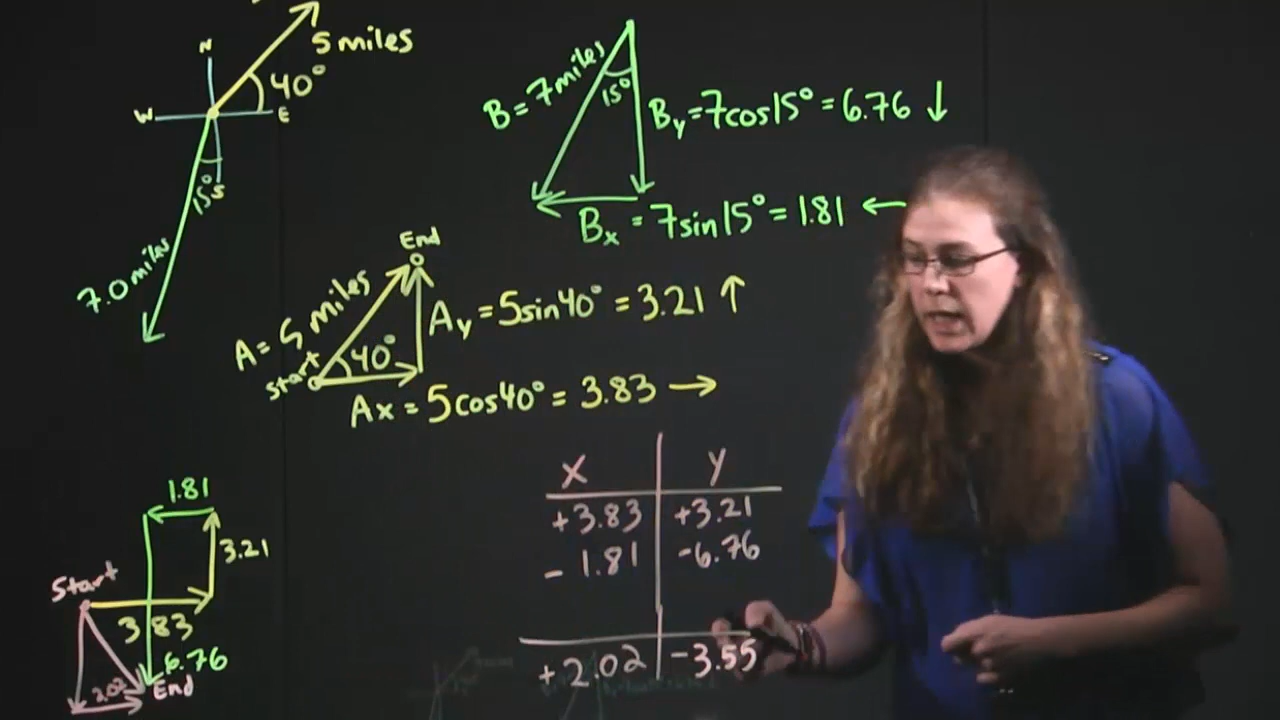 5 miles
N
40°
W
E
15°
S
7.0 miles
B = 7 miles
15°
By = 7cos15° = 6.76 ↓
Bx = 7sin15° = 1.81 ←
End
A = 5 miles
Start
40°
Ay = 5sin40° = 3.21 ↑
Ax = 5cos40° = 3.83 →
1.81
3.21
Start
3.83
6.76
2.02
End
X Y
+3.83 +3.21
- 1.81 -6.76
+2.02 -3.55